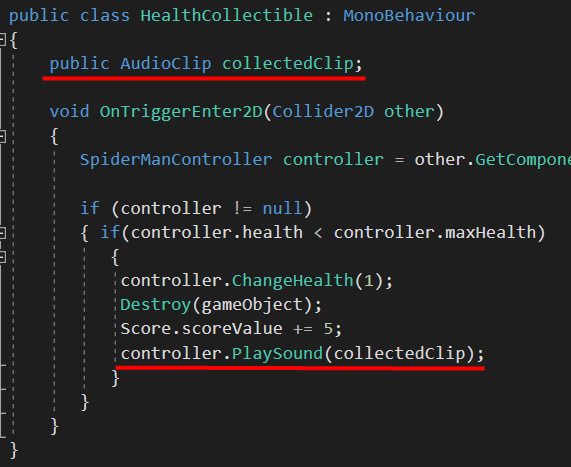 public class HealthCollectible : MonoBehaviour
{
public AudioClip collectedClip;
void OnTriggerEnter2D(Collider2D other)
{
SpiderManController controller = other.GetCompone
if (controller != null)
{ if(controller.health < controller.maxHealth)
{
controller.ChangeHealth(1);
Destroy(gameObject);
Score.scoreValue += 5;
controller.PlaySound(collectedClip);
}
}
}
}